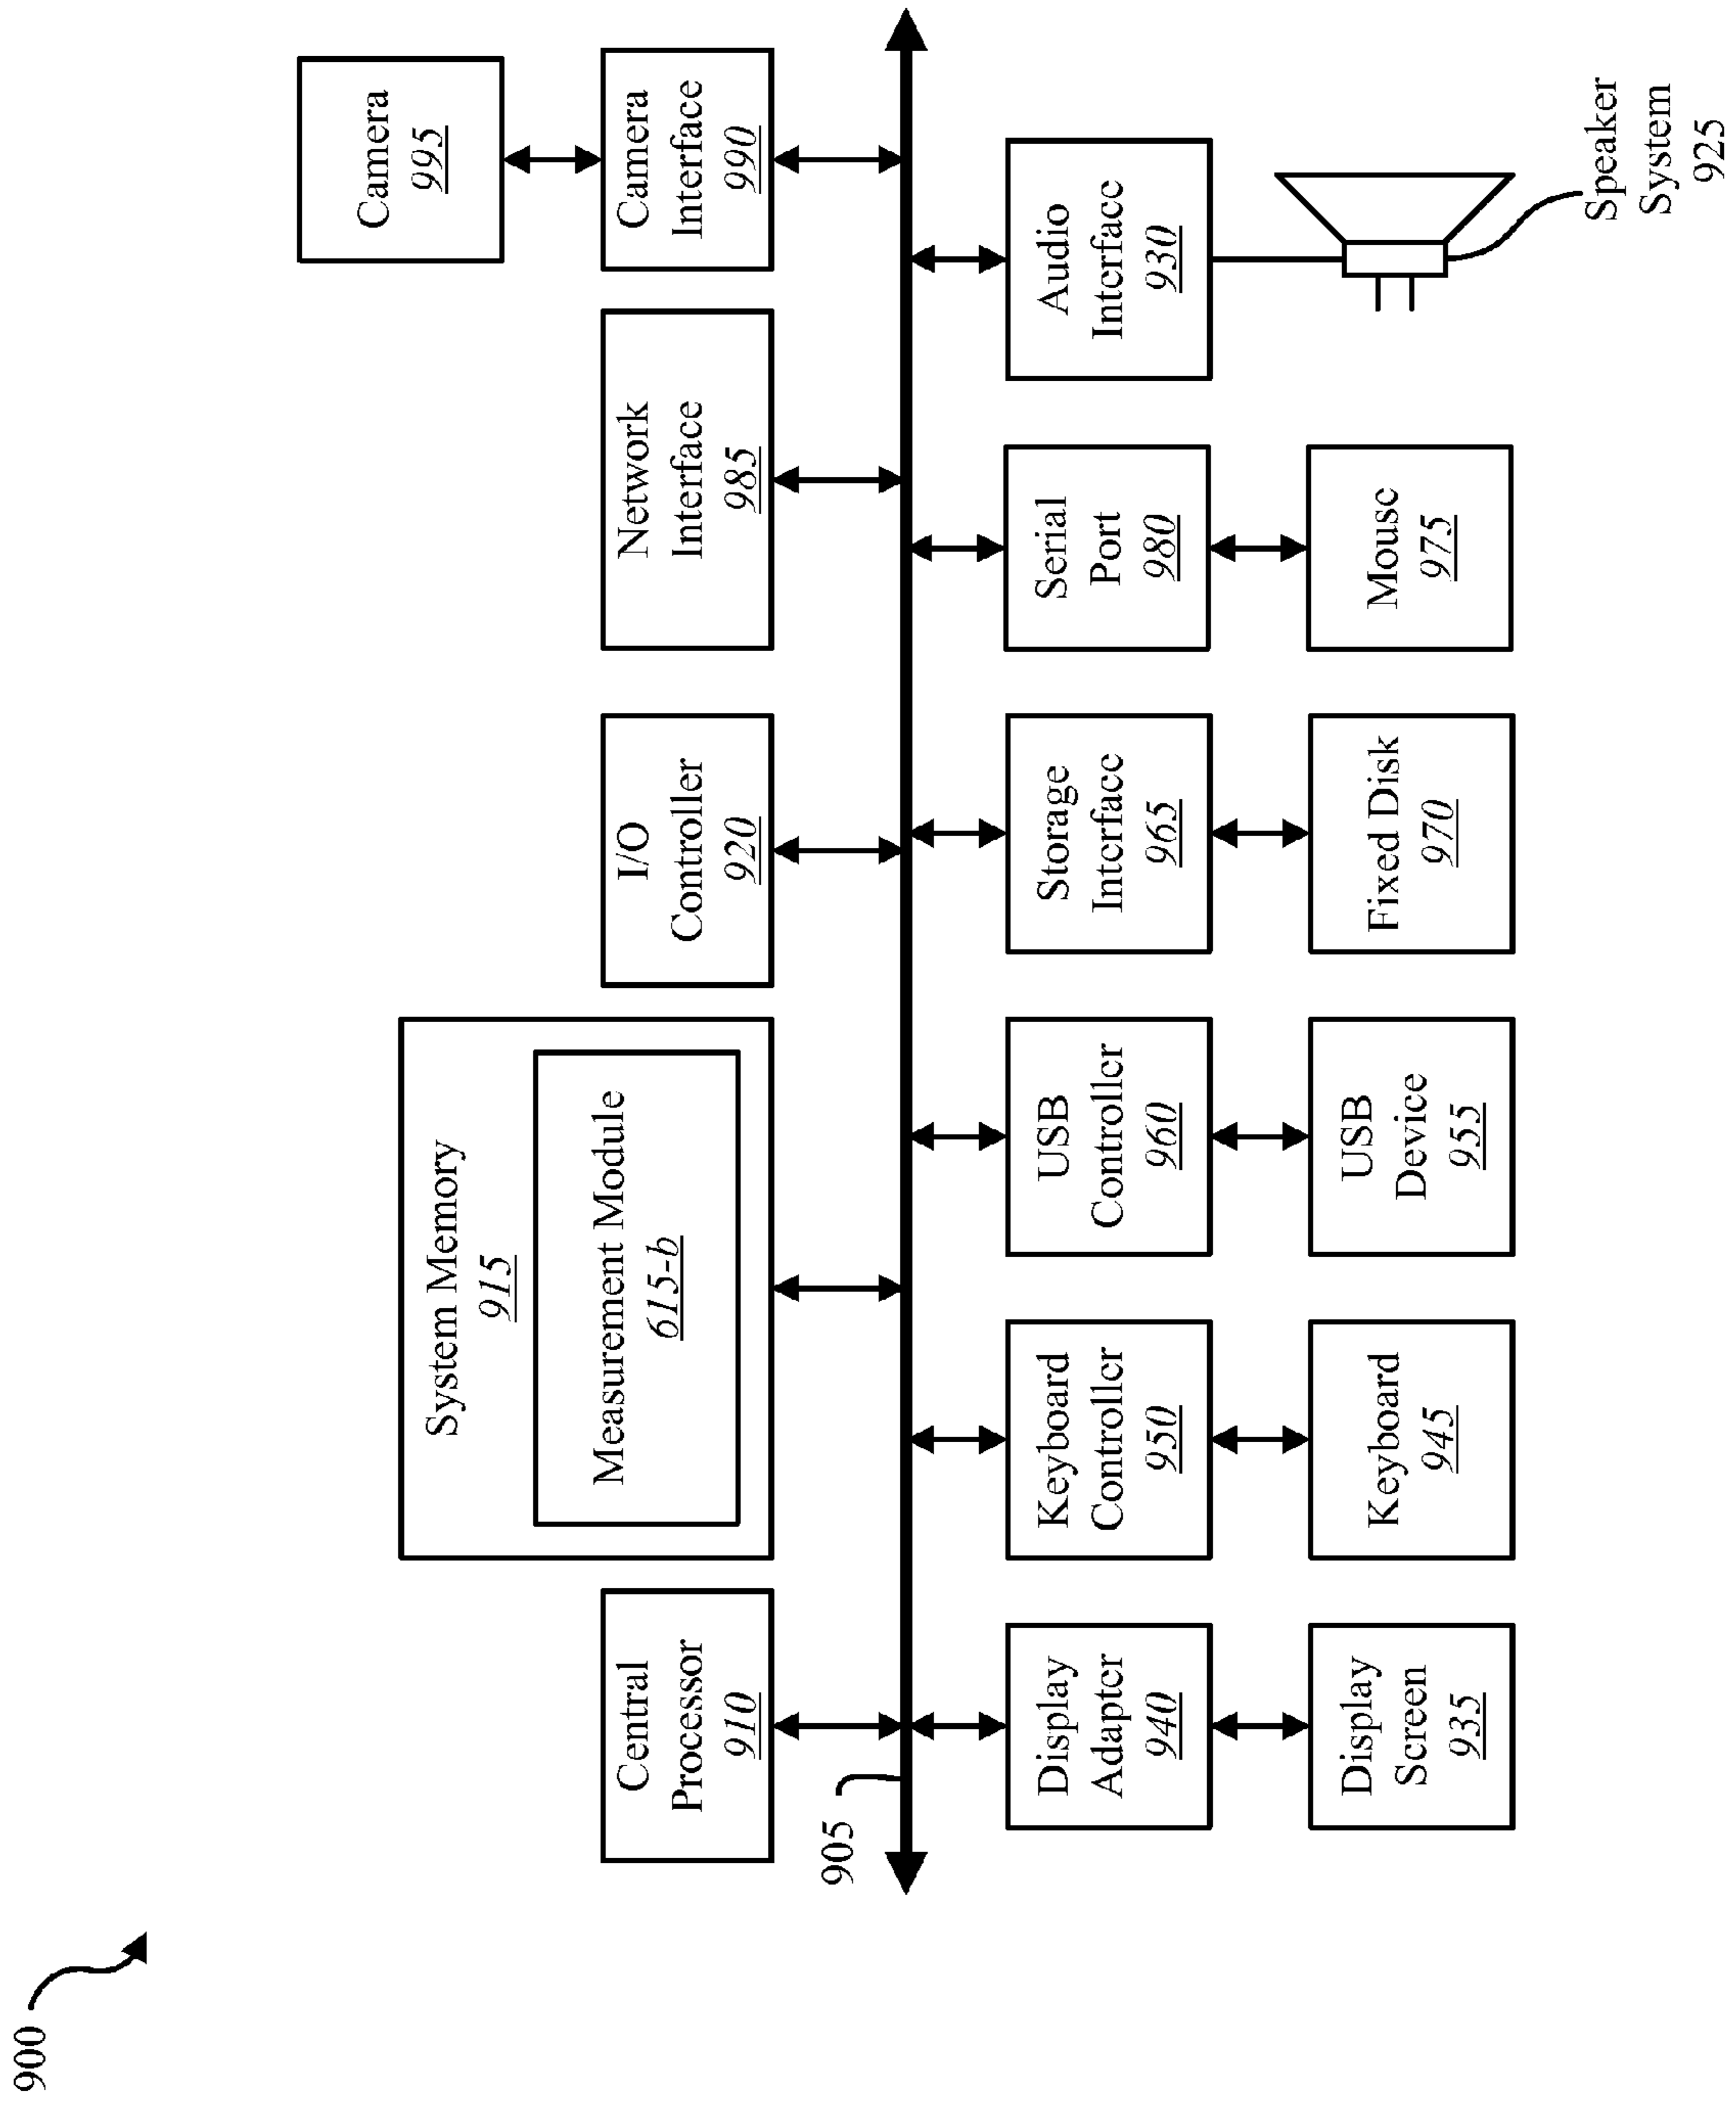 900
Camera
995
System Memory
915
Measurement Module
615-b
Central
Processor
910
I/O
Controller
920
Network
Interface
985
Camera
Interface
990
905
Display
Adapter
940
Keyboard
Controller
950
USB
Controller
960
Storage
Interface
965
Serial
Port
980
Audio
Interface
930
Display
Screen
935
Keyboard
945
USB
Device
955
Fixed Disk
970
Mouse
975
Speaker
System
925